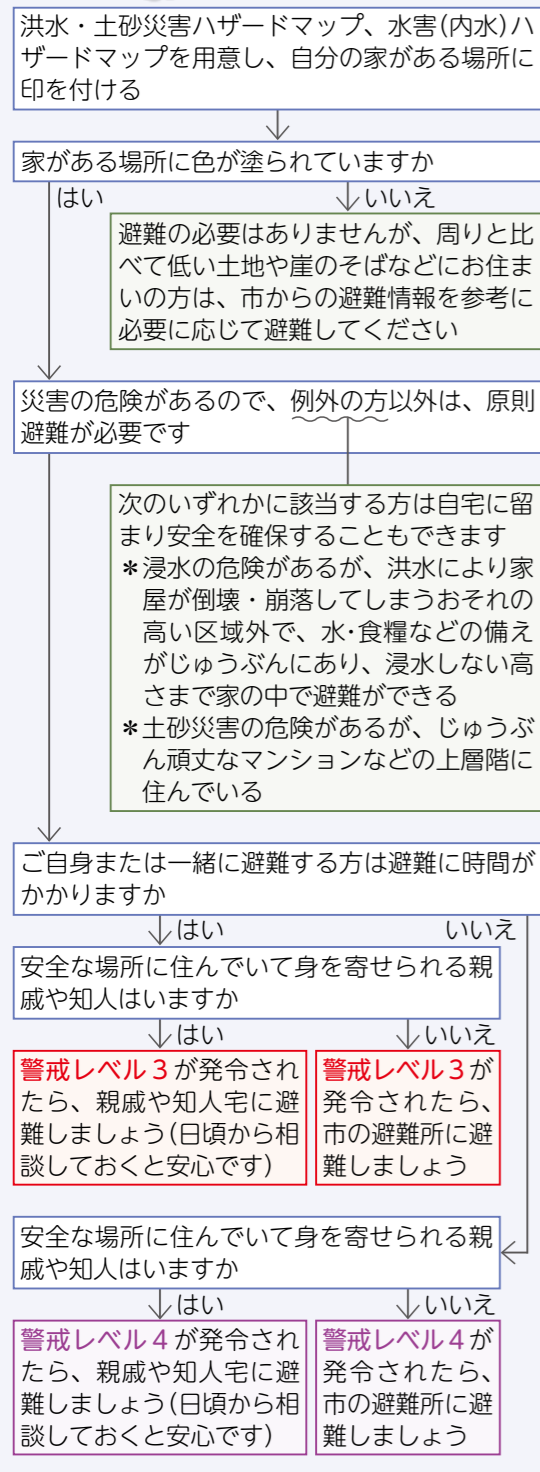 洪水・土砂災害ハザードマップ、水害(内水)ハ
ザードマップを用意し、自分の家がある場所に
印を付ける
家がある場所に色が塗られていますか
はい
いいえ
避難の必要はありませんが、周りと比
べて低い土地や崖のそばなどにお住ま
いの方は、市からの避難情報を参考に
必要に応じて避難してください
災害の危険があるので、例外の方以外は、原則
避難が必要です
次のいずれかに該当する方は自宅に留
まり安全を確保することもできます
＊浸水の危険があるが、洪水により家
屋が倒壊・崩落してしまうおそれの
高い区域外で、水･食糧などの備え
がじゅうぶんにあり、浸水しない高
さまで家の中で避難ができる
＊土砂災害の危険があるが、じゅうぶ
ん頑丈なマンションなどの上層階に
住んでいる
ご自身または一緒に避難する方は避難に時間が
かかりますか
はい
いいえ
安全な場所に住んでいて身を寄せられる親
戚や知人はいますか
はい
いいえ
警戒レベル３が発令され
たら、親戚や知人宅に避
難しましょう(日頃から相
談しておくと安心です)
警戒レベル３が
発令されたら、
市の避難所に避
難しましょう
安全な場所に住んでいて身を寄せられる親
戚や知人はいますか
はい
いいえ
警戒レベル４が発令され
たら、親戚や知人宅に避
難しましょう(日頃から相
談しておくと安心です)
警戒レベル４が
発令されたら、
市の避難所に避
難しましょう